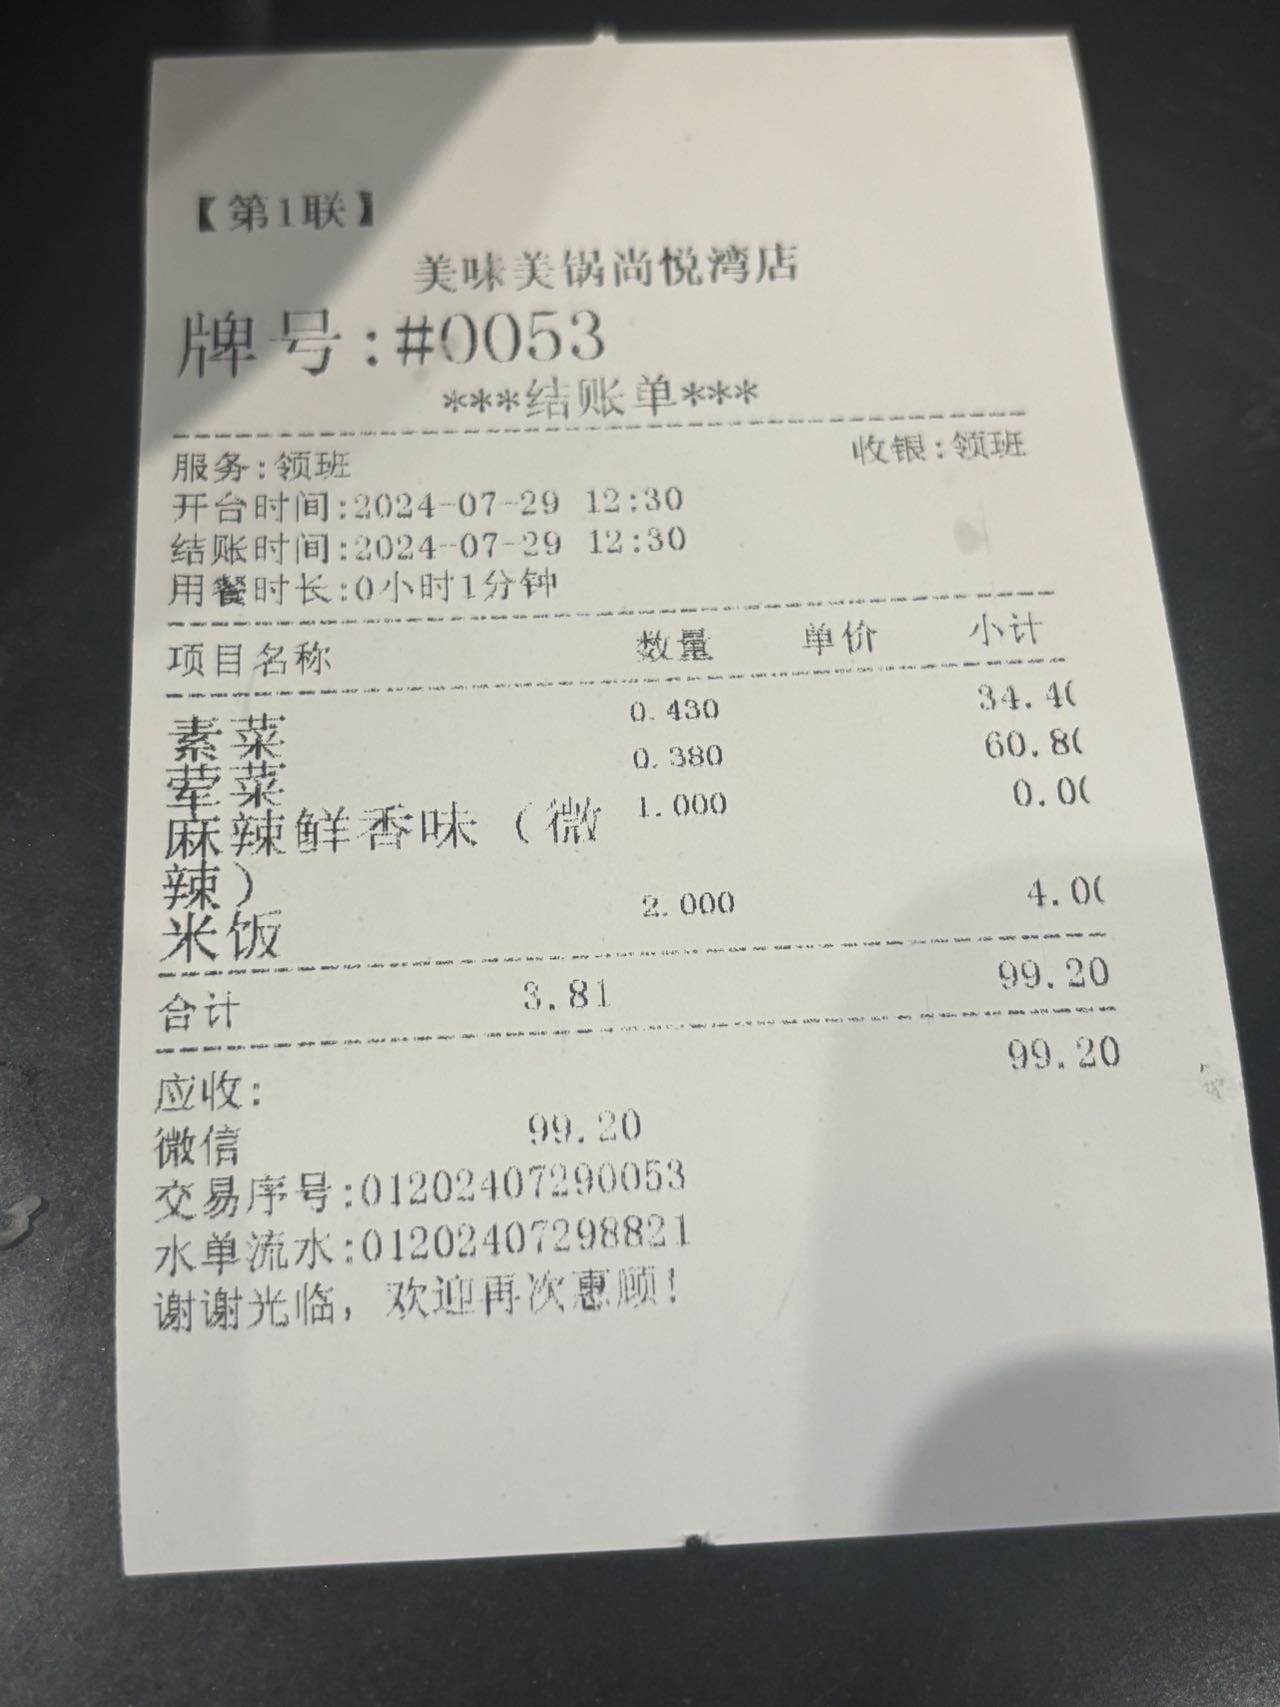 【第1联】
美味美锅尚悦湾店
牌号:#0053
***结账单***
服务:领班 收银:领班
开台时间:2024-07-29 12:30
结账时间:2024-07-29 12:30
用餐时长:0小时1分钟
项目名称 数量 单价 小计
素菜 0.430 34.4(
荤菜 0.380 60.8(
麻辣鲜香味（微 1.000 0.0(
辣）
米饭 2.000 4.0(
合计 3.81 99.20
应收: 99.20
微信 99.20
交易序号:01202407290053
水单流水:01202407298821
谢谢光临，欢迎再次惠顾!